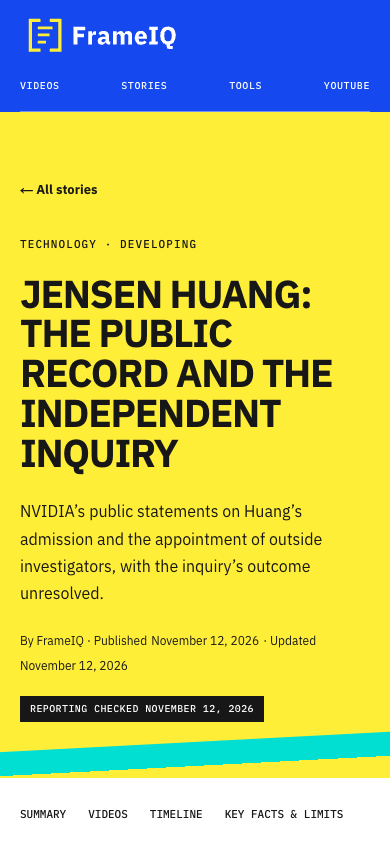 FrameIQ
VIDEOS STORIES TOOLS YOUTUBE
← All stories
TECHNOLOGY · DEVELOPING
JENSEN HUANG:
THE PUBLIC
RECORD AND THE
INDEPENDENT
INQUIRY
NVIDIA’s public statements on Huang’s
admission and the appointment of outside
investigators, with the inquiry’s outcome
unresolved.
By FrameIQ · Published November 12, 2026 · Updated
November 12, 2026
REPORTING CHECKED NOVEMBER 12, 2026
SUMMARY VIDEOS TIMELINE KEY FACTS & LIMITS